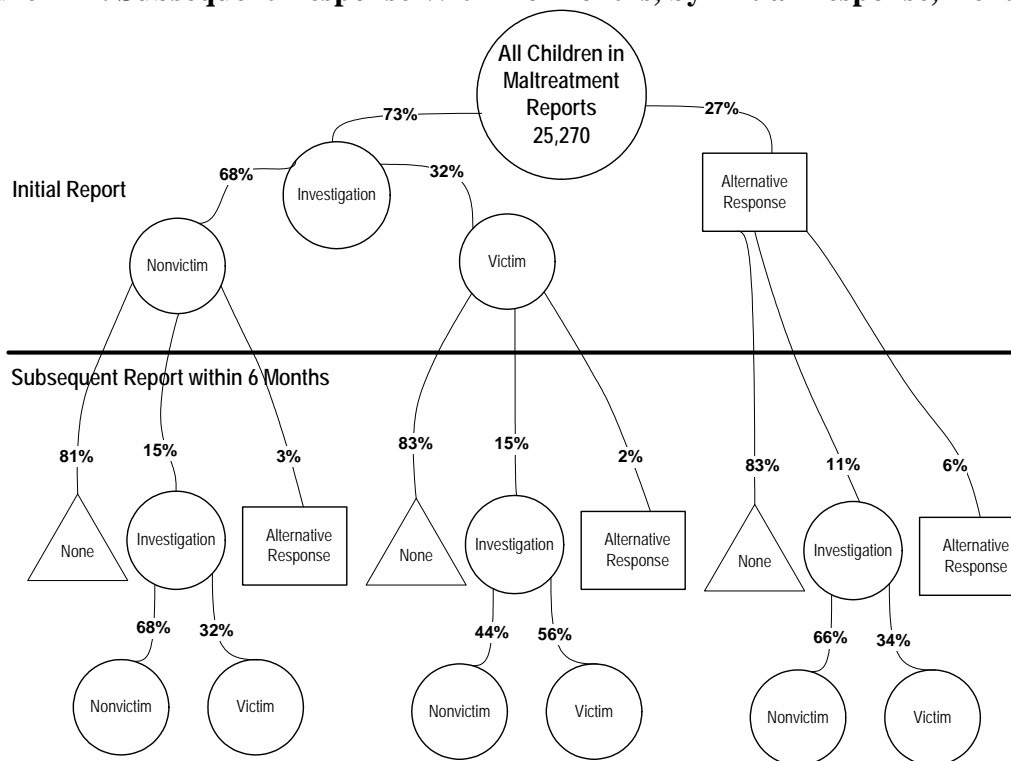 Subsequent Response
All Children in
Maltreatment
Reports
25,270
73%
27%
Initial Report
68%
Investigation
32%
Alternative
Response
Nonvictim
Victim
Subsequent Report within 6 Months
81%
15%
3%
83%
15%
2%
83%
11%
6%
None
Investigation
Alternative
Response
None
Investigation
Alternative
Response
None
Investigation
Alternative
Response
68%
32%
44%
56%
66%
34%
Nonvictim
Victim
Nonvictim
Victim
Nonvictim
Victim